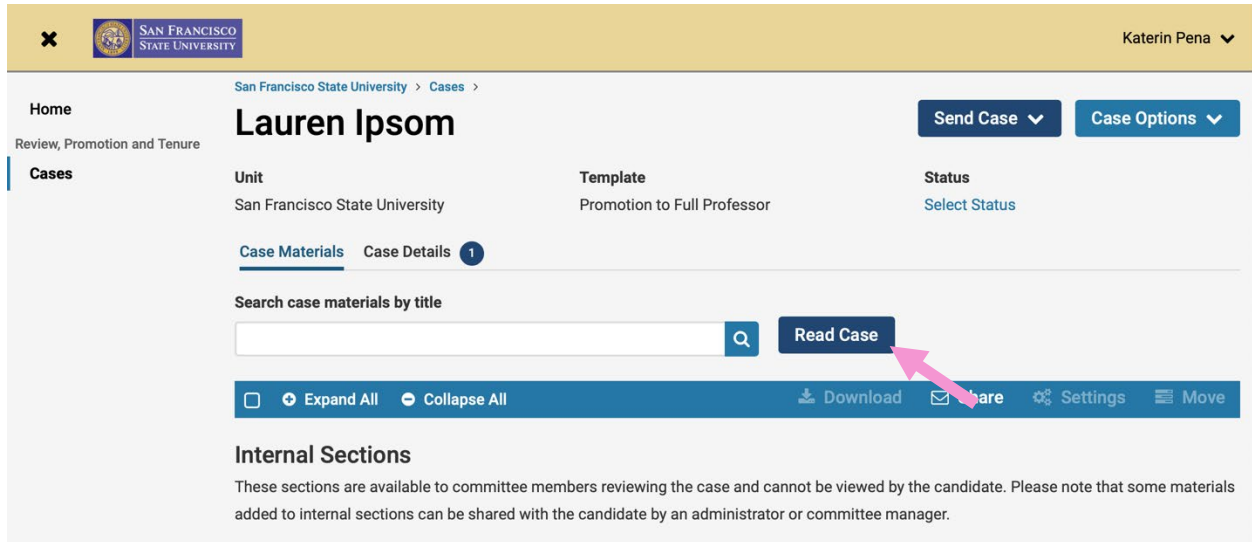 SAN FRANCISCO
STATE UNIVERSITY
Katerin Pena
San Francisco State University > Cases >
Home
Lauren Ipsom
Send Case
Case Options
Review, Promotion and Tenure
Cases
Unit
Template
Status
San Francisco State University
Promotion to Full Professor
Select Status
Case Materials
Case Details 1
Search case materials by title
Read Case
Expand All
Collapse All
Download
Share
Settings
Move
Internal Sections
These sections are available to committee members reviewing the case and cannot be viewed by the candidate. Please note that some materials
added to internal sections can be shared with the candidate by an administrator or committee manager.